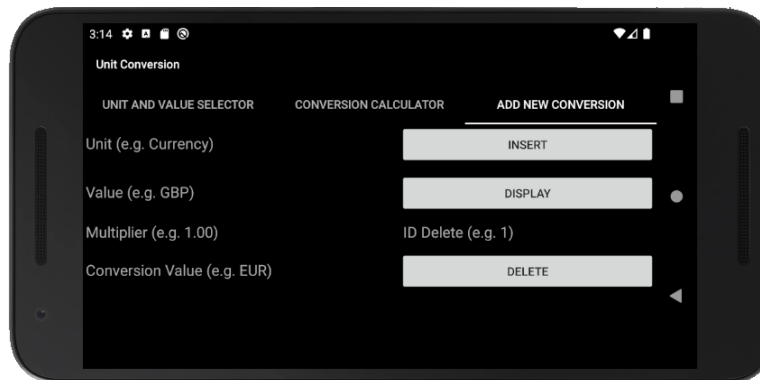 3:14
Unit Conversion
UNIT AND VALUE SELECTOR CONVERSION CALCULATOR ADD NEW CONVERSION
Unit (e.g. Currency) INSERT
Value (e.g. GBP) DISPLAY
Multiplier (e.g. 1.00) ID Delete (e.g. 1)
Conversion Value (e.g. EUR) DELETE